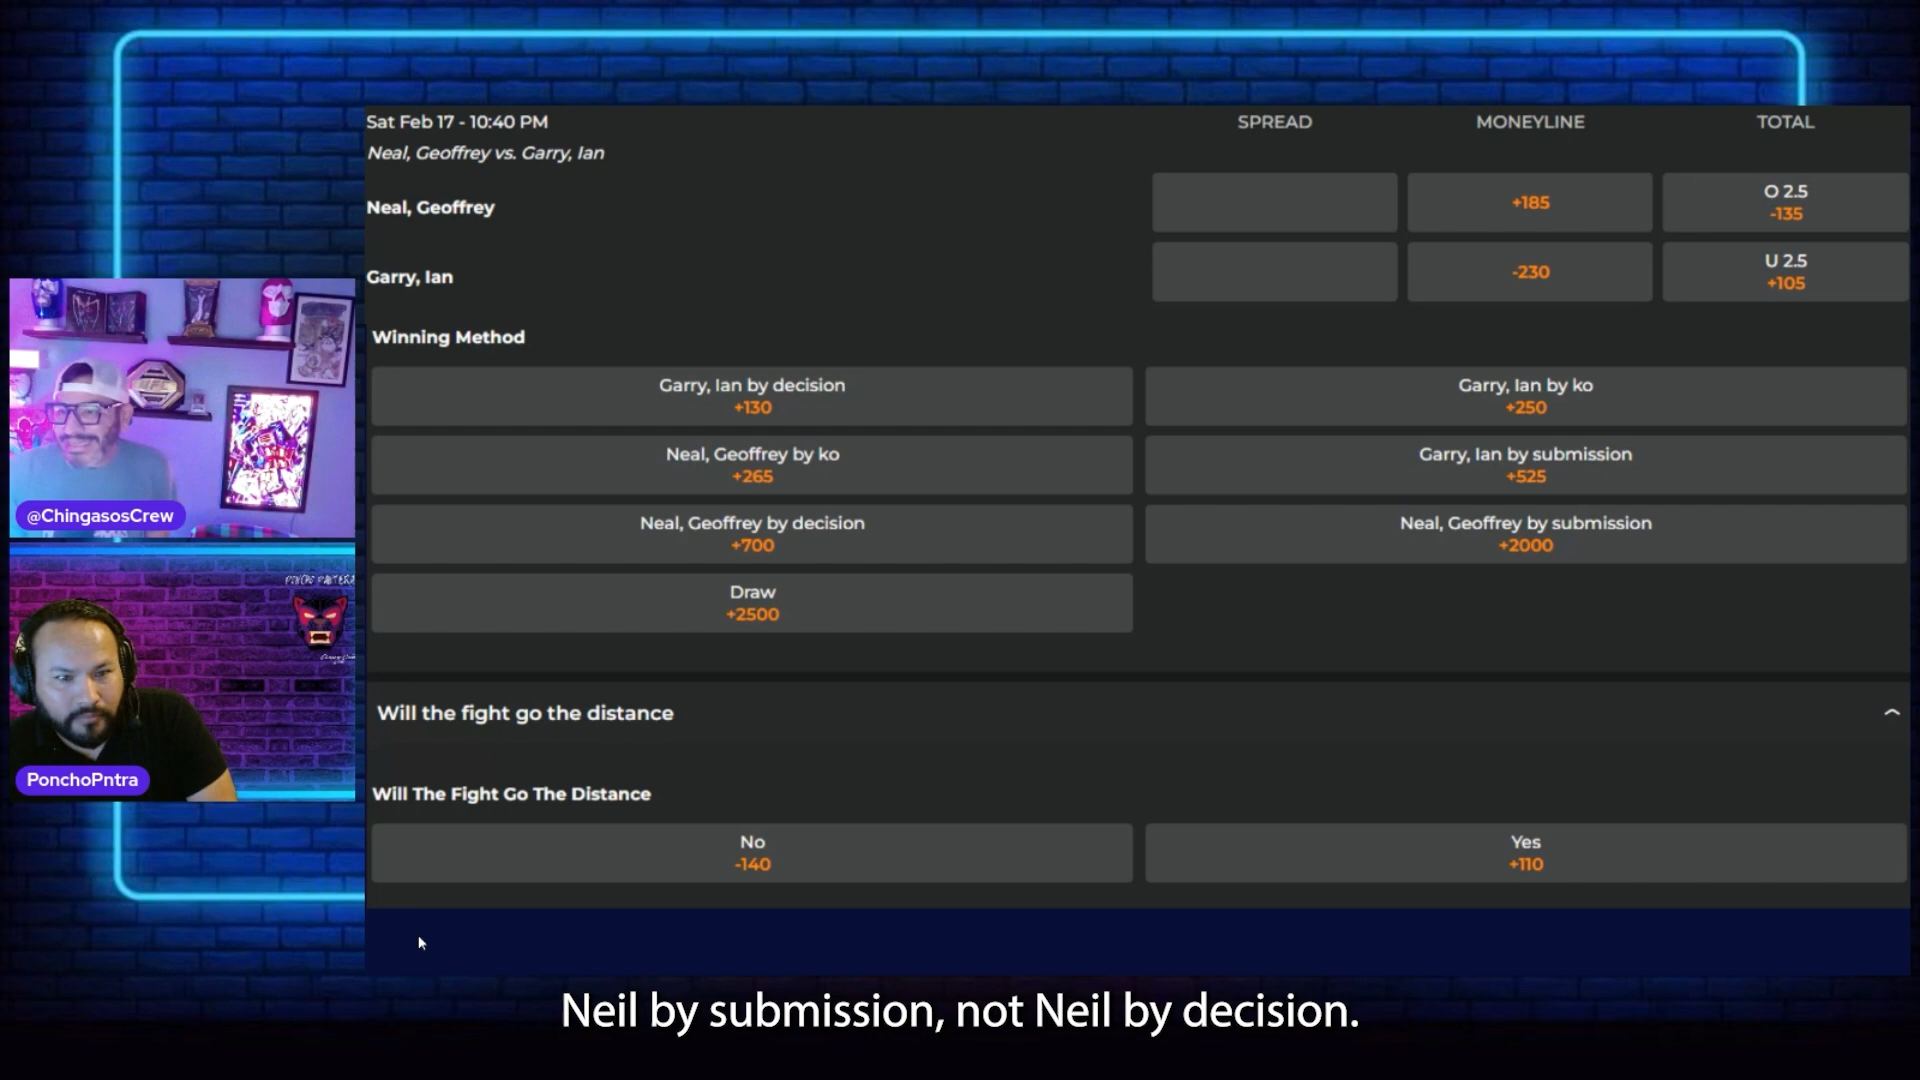 Sat Feb 17 - 10:40 PM
SPREAD
MONEYLINE
TOTAL
Neal, Geoffrey vs. Garry, Ian
Neal, Geoffrey
+185
O 2.5
-135
Garry, Ian
-230
U 2.5
+105
Winning Method
Garry, Ian by decision
+130
Garry, Ian by ko
+250
Neal, Geoffrey by ko
+265
Garry, Ian by submission
+525
Neal, Geoffrey by decision
+700
Neal, Geoffrey by submission
+2000
Draw
+2500
Will the fight go the distance
Will The Fight Go The Distance
No
-140
Yes
+110
UFC
@ChingasosCrew
PONCHO PANTERA
PonchoPntra
Neil by submission, not Neil by decision.